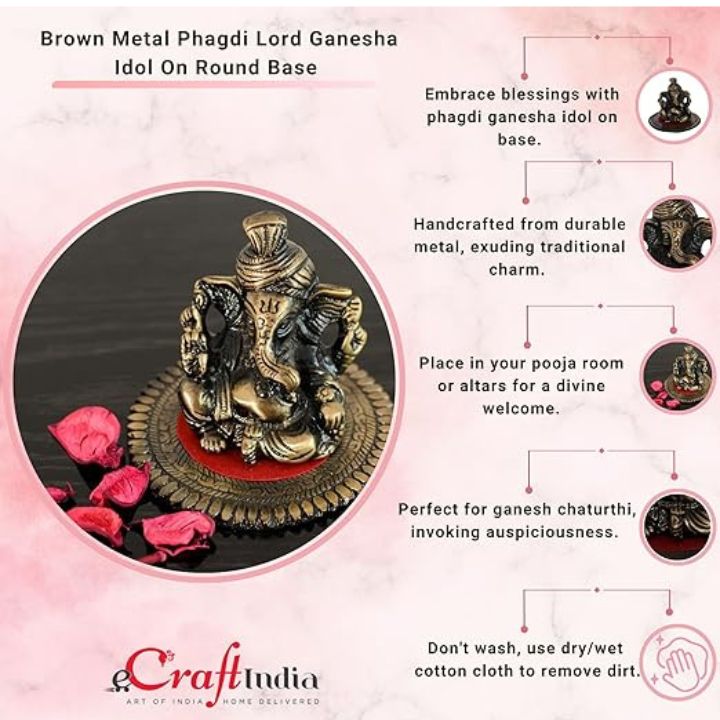 Brown Metal Phagdi Lord Ganesha
Idol On Round Base
Embrace blessings with
phagdi ganesha idol on
base.
Handcrafted from durable
metal, exuding traditional
charm.
Place in your pooja room
or altars for a divine
welcome.
Perfect for ganesh chaturthi,
invoking auspiciousness.
Don't wash, use dry/wet
cotton cloth to remove dirt.
eCraftIndia
ART OF INDIA HOME DELIVERED